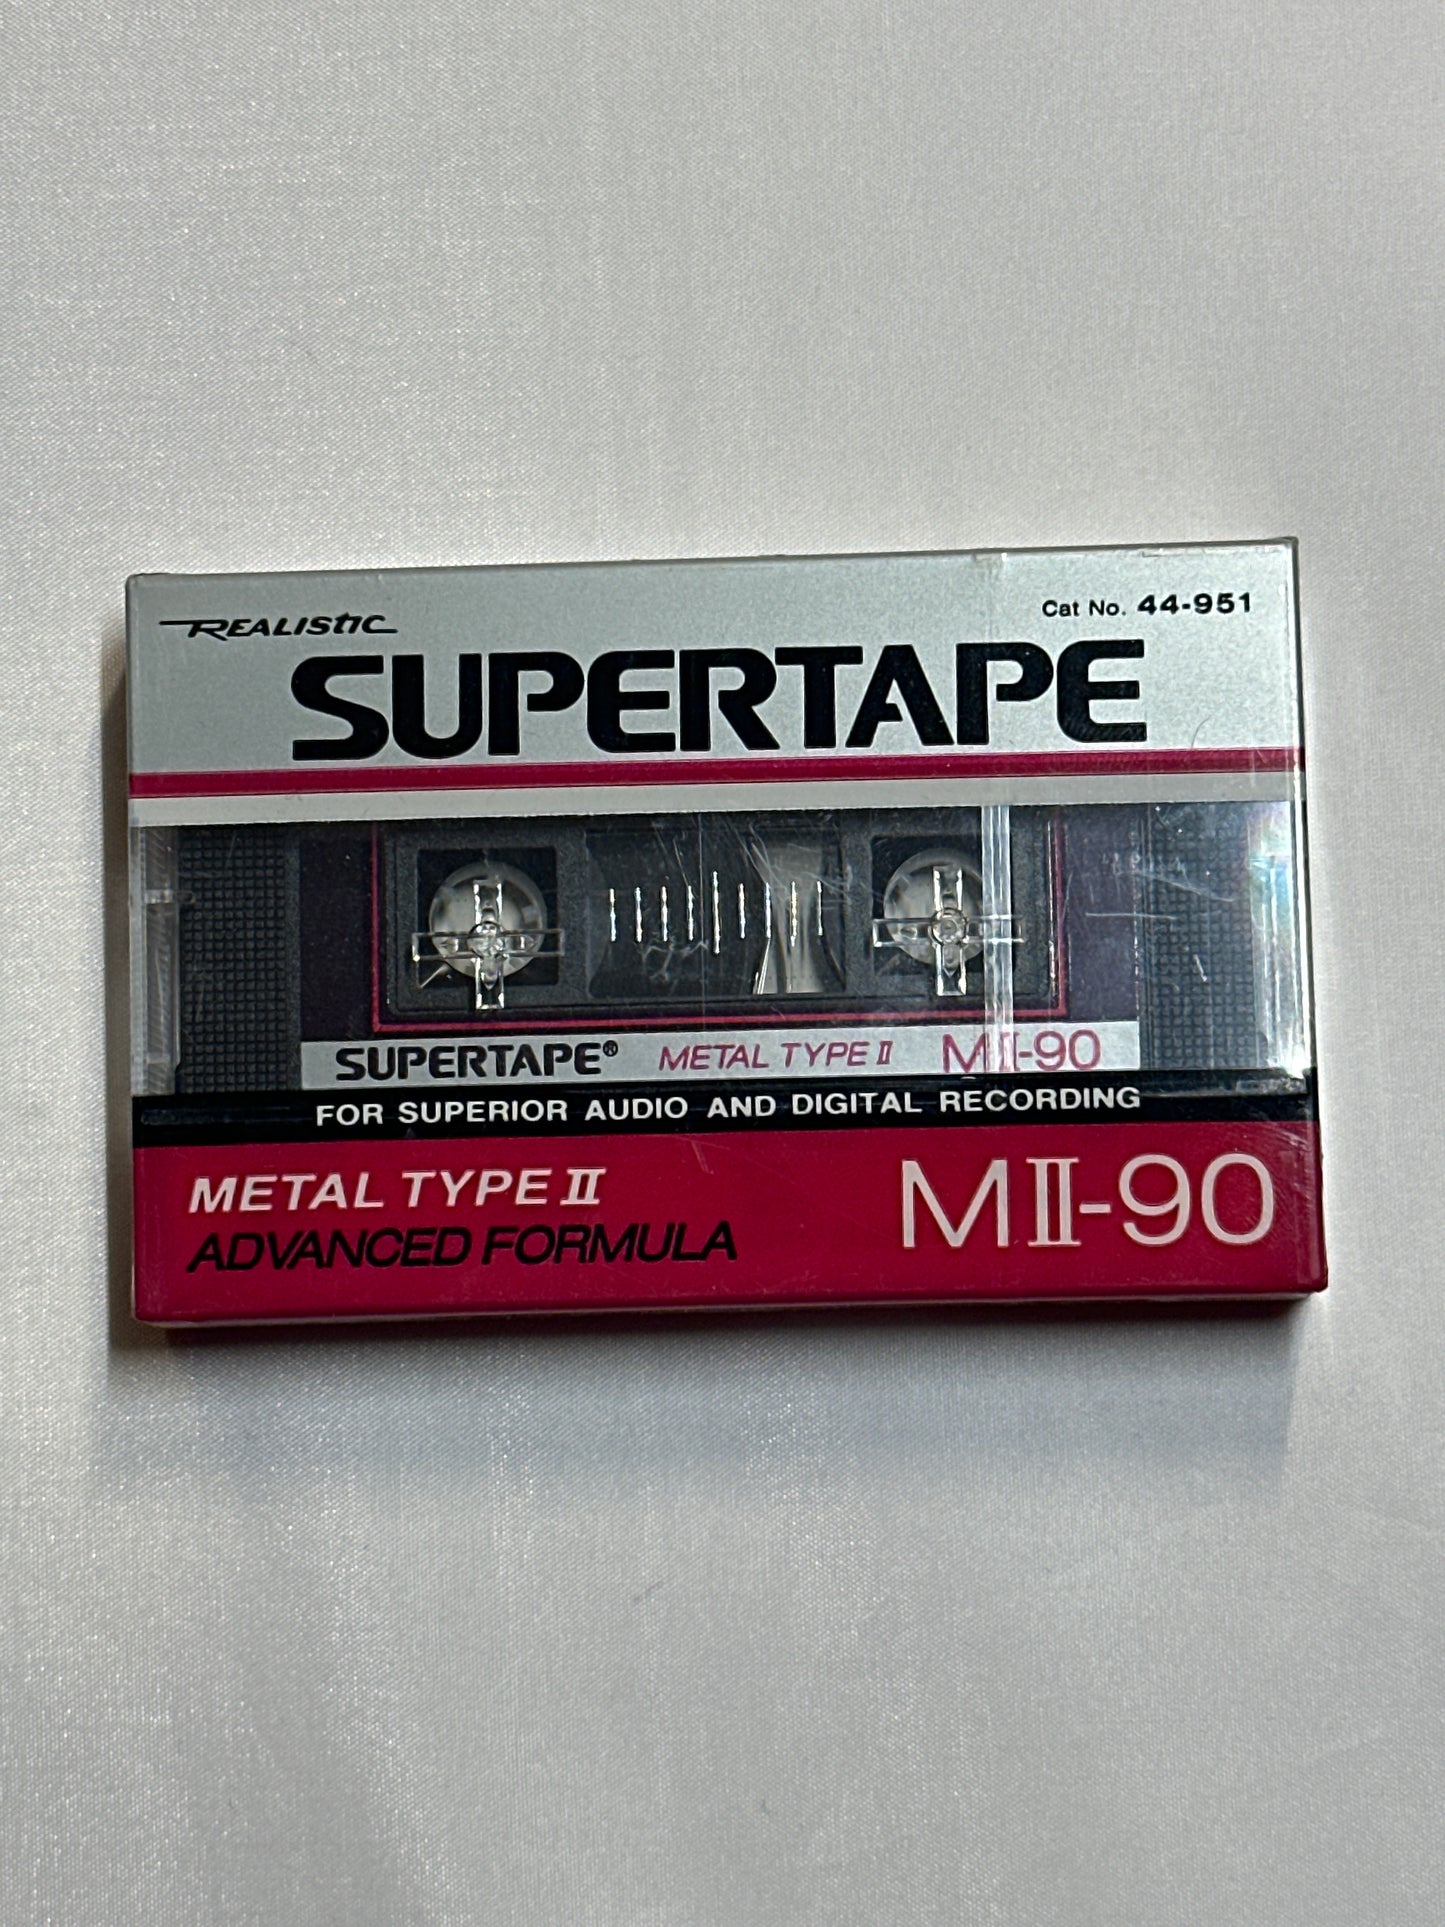 REALISTIC
Cat No. 44-951
SUPERTAPE
SUPERTAPE® METAL TYPE II MII-90
FOR SUPERIOR AUDIO AND DIGITAL RECORDING
METAL TYPE II MII-90
ADVANCED FORMULA